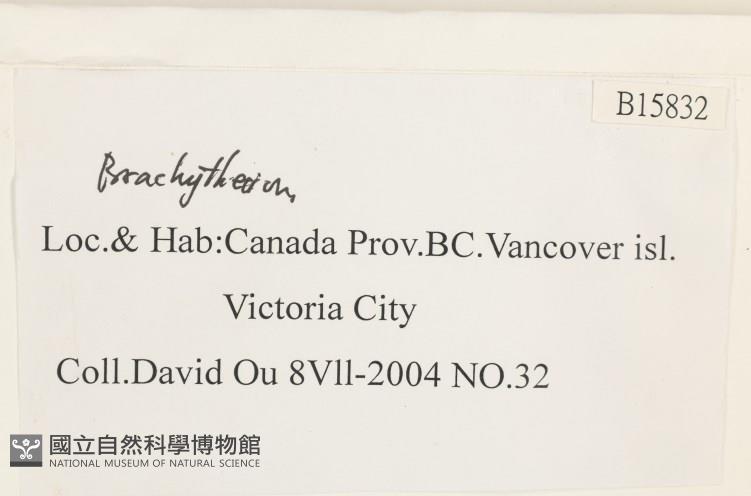 B15832
Loc.& Hab:Canada Prov.BC.Vancover isl.
Victoria City
Coll.David Ou 8Vll-2004 NO.32
國立自然科學博物館
NATIONAL MUSEUM OF NATURAL SCIENCE